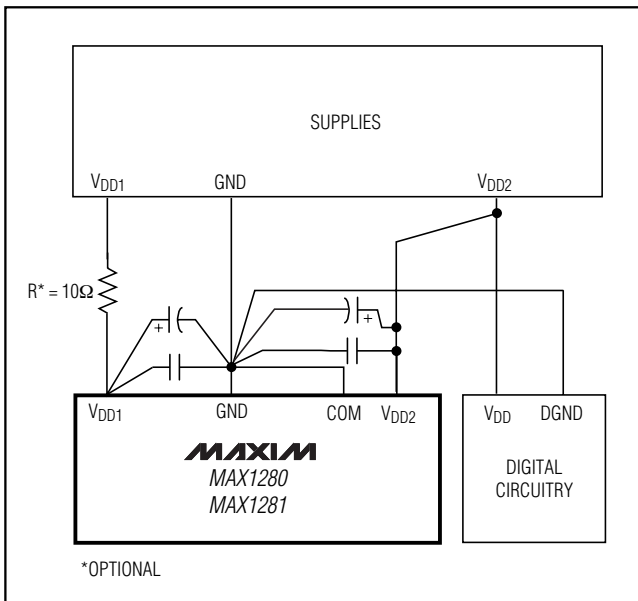 SUPPLIES
VDD1 GND VDD2
R* = 10Ω
+
+
VDD1 GND COM VDD2 VDD DGND
MAXIM
MAX1280
MAX1281
DIGITAL
CIRCUITRY
*OPTIONAL